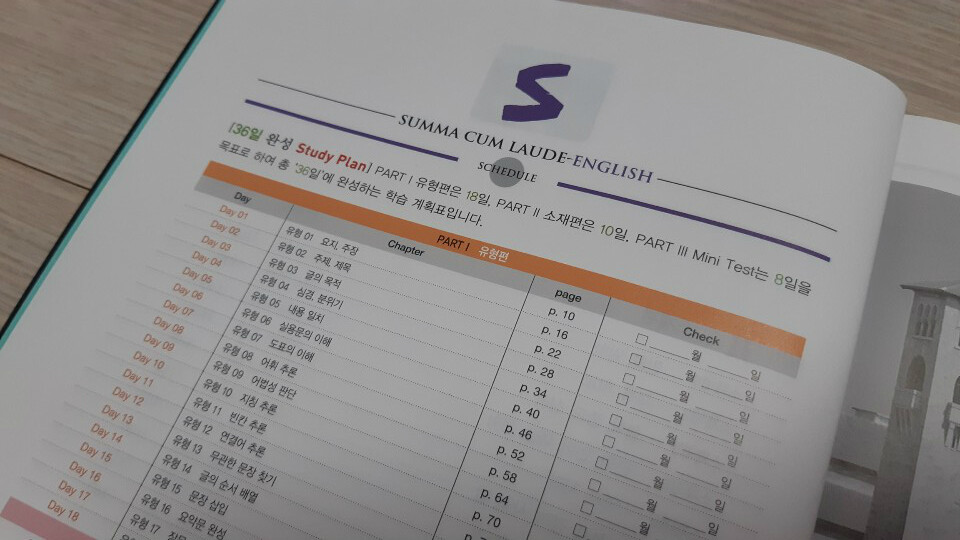 S
SUMMA CUM LAUDE-ENGLISH
SCHEDULE
[36일 완성 Study Plan] PART I 유형편은 18일, PART II 소재편은 10일, PART III Mini Test는 8일을
목표로 하여 총 '36일'에 완성하는 학습 계획표입니다.
PART I 유형편
Day Chapter page Check
Day 01 유형 01 요지, 주장 p. 10 월 일
Day 02 유형 02 주제, 제목 p. 16 월 일
Day 03 유형 03 글의 목적 p. 22 월 일
Day 04 유형 04 심경, 분위기 p. 28 월 일
Day 05 유형 05 내용 일치 p. 34 월 일
Day 06 유형 06 실용문의 이해 p. 40 월 일
Day 07 유형 07 도표의 이해 p. 46 월 일
Day 08 유형 08 어휘 추론 p. 52 월 일
Day 09 유형 09 어법성 판단 p. 58 월
Day 10 유형 10 지칭 추론 p. 64
Day 11 유형 11 빈칸 추론 p. 70
Day 12 유형 12 연결어 추론
Day 13 유형 13 무관한 문장 찾기
Day 14 유형 14 글의 순서 배열
Day 15 유형 15 문장 삽입
Day 16 유형 16 요약문 완성
Day 17 유형 17
Day 18